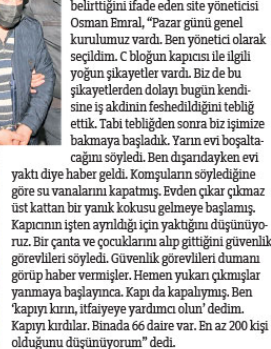 belirttiğini ifade eden site yöneticisi
Osman Emral, “Pazar günü genel
kurulumuz vardı. Ben yönetici olarak
seçildim. C bloğun kapıcısı ile ilgili
yoğun şikayetler vardı. Biz de bu
şikayetlerden dolayı bugün kendi-
sine iş akdinin feshedildiğini tebliğ
ettik. Tabi tebliğden sonra biz işimize
bakmaya başladık. Yarın evi boşalta-
cağını söyledi. Ben dışarıdayken evi
yaktı diye haber geldi. Komşuların söylediğine
göre su vanalarını kapatmış. Evden çıkar çıkmaz
üst kattan bir yanık kokusu gelmeye başlamış.
Kapıcının işten ayrıldığı için yaktığını düşünüyo-
ruz. Bir çanta ve çocuklarını alıp gittiğini güvenlik
görevlileri söyledi. Güvenlik görevlileri dumanı
görüp haber vermişler. Hemen yukarı çıkmışlar
yanmaya başlayınca. Kapı da kapalıymış. Ben
‘kapıyı kırın, itfaiyeye yardımcı olun’ dedim.
Kapıyı kırdılar. Binada 66 daire var. En az 200 kişi
olduğunu düşünüyorum” dedi.